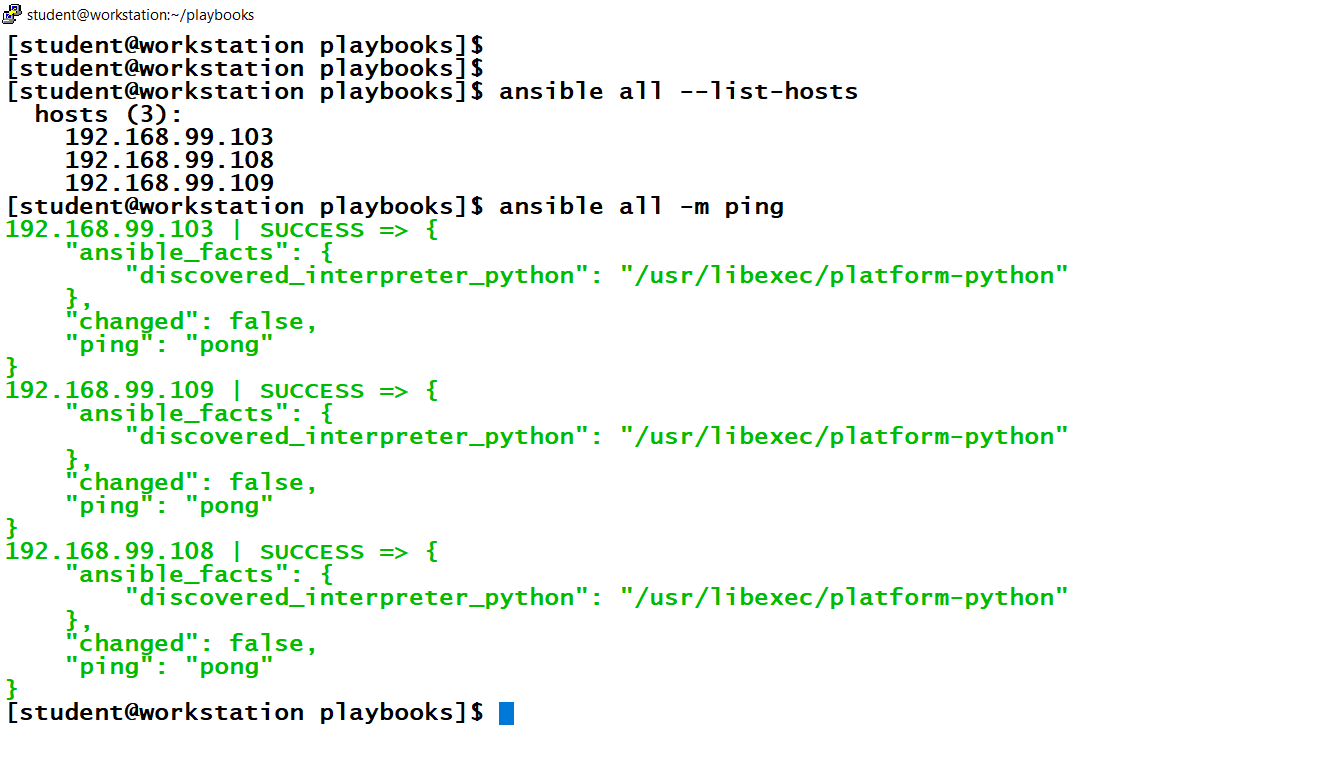 student@workstation:~/playbooks
[student@workstation playbooks]$
[student@workstation playbooks]$
[student@workstation playbooks]$ ansible all --list-hosts
  hosts (3):
    192.168.99.103
    192.168.99.108
    192.168.99.109
[student@workstation playbooks]$ ansible all -m ping
192.168.99.103 | SUCCESS => {
    "ansible_facts": {
        "discovered_interpreter_python": "/usr/libexec/platform-python"
    },
    "changed": false,
    "ping": "pong"
}
192.168.99.109 | SUCCESS => {
    "ansible_facts": {
        "discovered_interpreter_python": "/usr/libexec/platform-python"
    },
    "changed": false,
    "ping": "pong"
}
192.168.99.108 | SUCCESS => {
    "ansible_facts": {
        "discovered_interpreter_python": "/usr/libexec/platform-python"
    },
    "changed": false,
    "ping": "pong"
}
[student@workstation playbooks]$